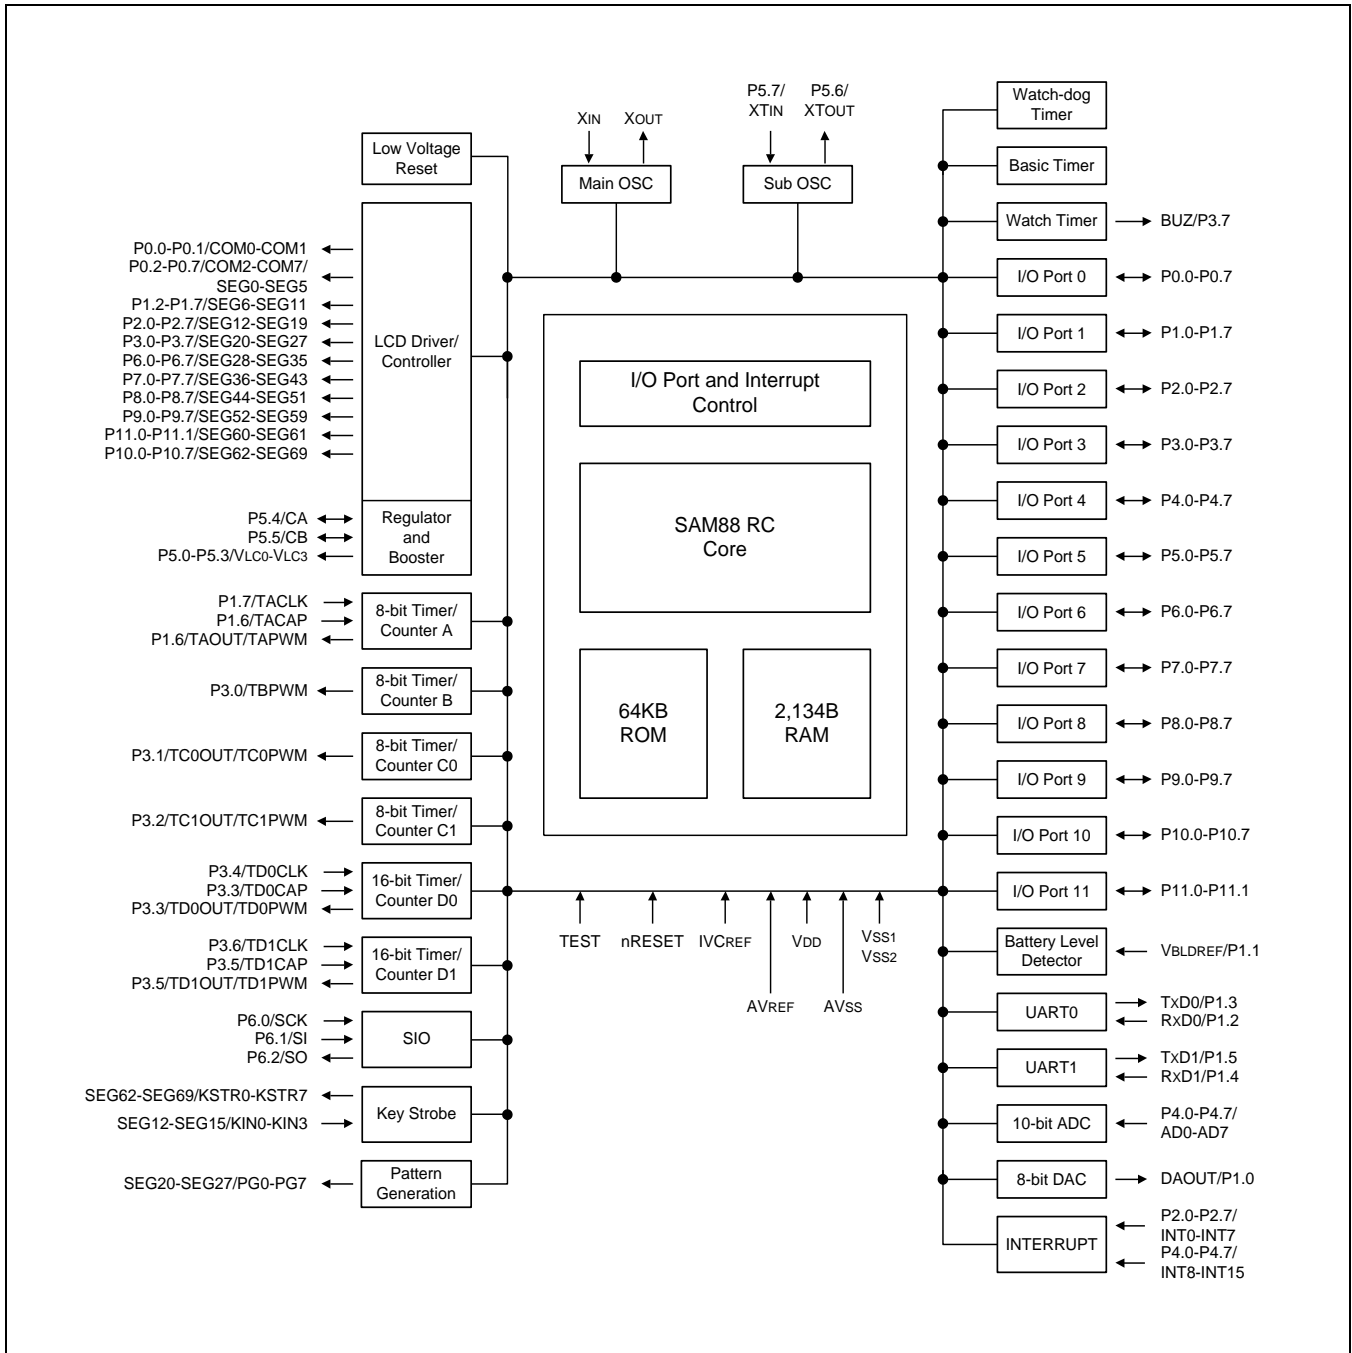 P5.7/
XTIN
P5.6/
XTOUT
XIN
XOUT
Main OSC
Sub OSC
Low Voltage
Reset
P0.0-P0.1/COM0-COM1
P0.2-P0.7/COM2-COM7/
SEG0-SEG5
P1.2-P1.7/SEG6-SEG11
P2.0-P2.7/SEG12-SEG19
P3.0-P3.7/SEG20-SEG27
P6.0-P6.7/SEG28-SEG35
P7.0-P7.7/SEG36-SEG43
P8.0-P8.7/SEG44-SEG51
P9.0-P9.7/SEG52-SEG59
P11.0-P11.1/SEG60-SEG61
P10.0-P10.7/SEG62-SEG69
LCD Driver/
Controller
P5.4/CA
P5.5/CB
P5.0-P5.3/VLC0-VLC3
Regulator
and
Booster
P1.7/TACLK
P1.6/TACAP
P1.6/TAOUT/TAPWM
8-bit Timer/
Counter A
P3.0/TBPWM
8-bit Timer/
Counter B
P3.1/TC0OUT/TC0PWM
8-bit Timer/
Counter C0
P3.2/TC1OUT/TC1PWM
8-bit Timer/
Counter C1
P3.4/TD0CLK
P3.3/TD0CAP
P3.3/TD0OUT/TD0PWM
16-bit Timer/
Counter D0
P3.6/TD1CLK
P3.5/TD1CAP
P3.5/TD1OUT/TD1PWM
16-bit Timer/
Counter D1
P6.0/SCK
P6.1/SI
P6.2/SO
SIO
SEG62-SEG69/KSTR0-KSTR7
SEG12-SEG15/KIN0-KIN3
Key Strobe
SEG20-SEG27/PG0-PG7
Pattern
Generation
I/O Port and Interrupt
Control
SAM88 RC
Core
64KB
ROM
2,134B
RAM
TEST
nRESET
IVCREF
AVREF
VDD
AVSS
VSS1
VSS2
Watch-dog
Timer
Basic Timer
Watch Timer
BUZ/P3.7
I/O Port 0
P0.0-P0.7
I/O Port 1
P1.0-P1.7
I/O Port 2
P2.0-P2.7
I/O Port 3
P3.0-P3.7
I/O Port 4
P4.0-P4.7
I/O Port 5
P5.0-P5.7
I/O Port 6
P6.0-P6.7
I/O Port 7
P7.0-P7.7
I/O Port 8
P8.0-P8.7
I/O Port 9
P9.0-P9.7
I/O Port 10
P10.0-P10.7
I/O Port 11
P11.0-P11.1
Battery Level
Detector
VBLDREF/P1.1
UART0
TXD0/P1.3
RXD0/P1.2
UART1
TXD1/P1.5
RXD1/P1.4
10-bit ADC
P4.0-P4.7/
AD0-AD7
8-bit DAC
DAOUT/P1.0
INTERRUPT
P2.0-P2.7/
INT0-INT7
P4.0-P4.7/
INT8-INT15